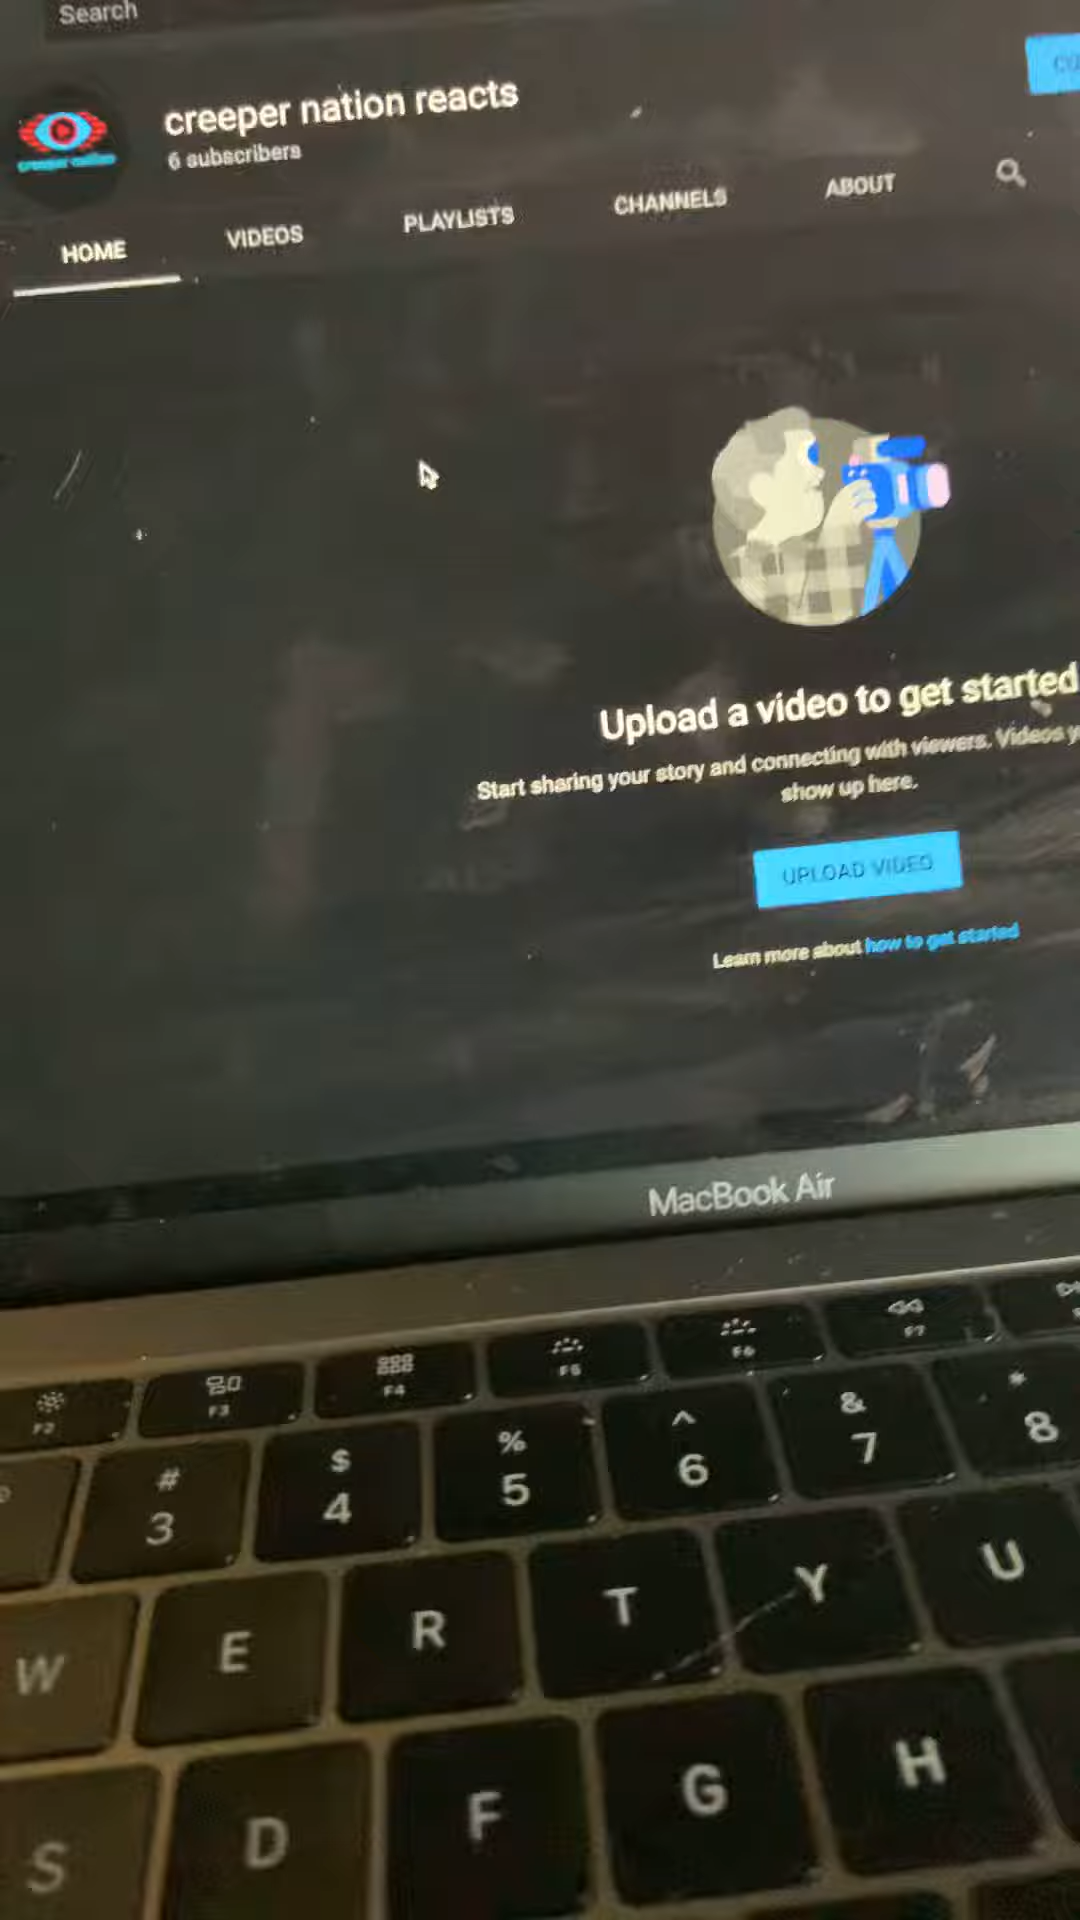 Search
creeper nation reacts
6 subscribers
creeper nation
HOME VIDEOS PLAYLISTS CHANNELS ABOUT
Upload a video to get started
Start sharing your story and connecting with viewers. Videos
show up here.
UPLOAD VIDEO
Learn more about how to get started
MacBook Air
F2 F3 F4 F5 F6 F7
# $ % ^ & *
3 4 5 6 7 8
W E R T Y U
S D F G H